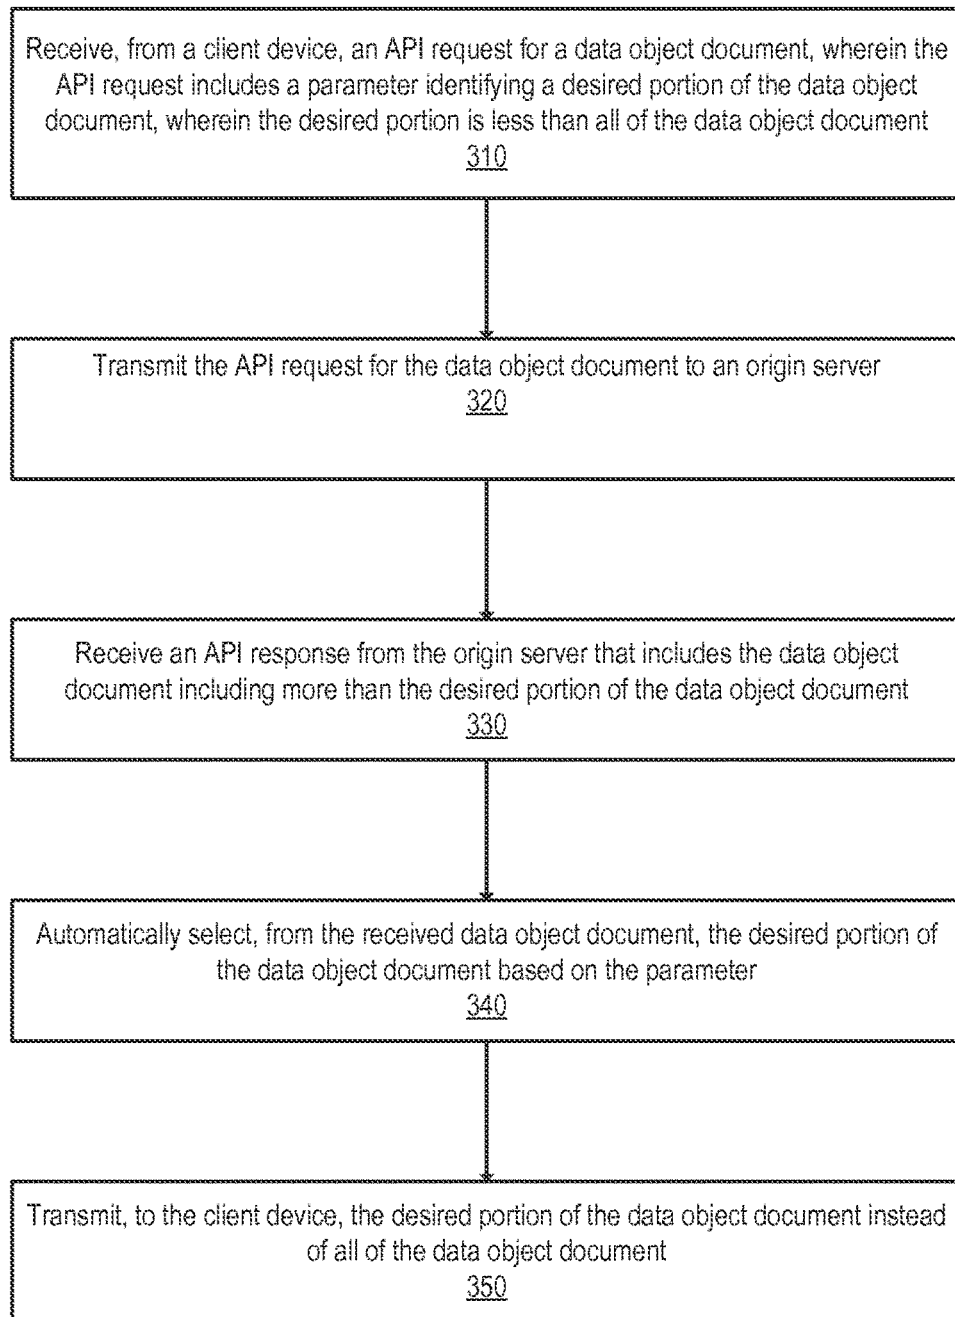 Receive, from a client device, an API request for a data object document, wherein the
API request includes a parameter identifying a desired portion of the data object
document, wherein the desired portion is less than all of the data object document
310
Transmit the API request for the data object document to an origin server
320
Receive an API response from the origin server that includes the data object
document including more than the desired portion of the data object document
330
Automatically select, from the received data object document, the desired portion of
the data object document based on the parameter
340
Transmit, to the client device, the desired portion of the data object document instead
of all of the data object document
350